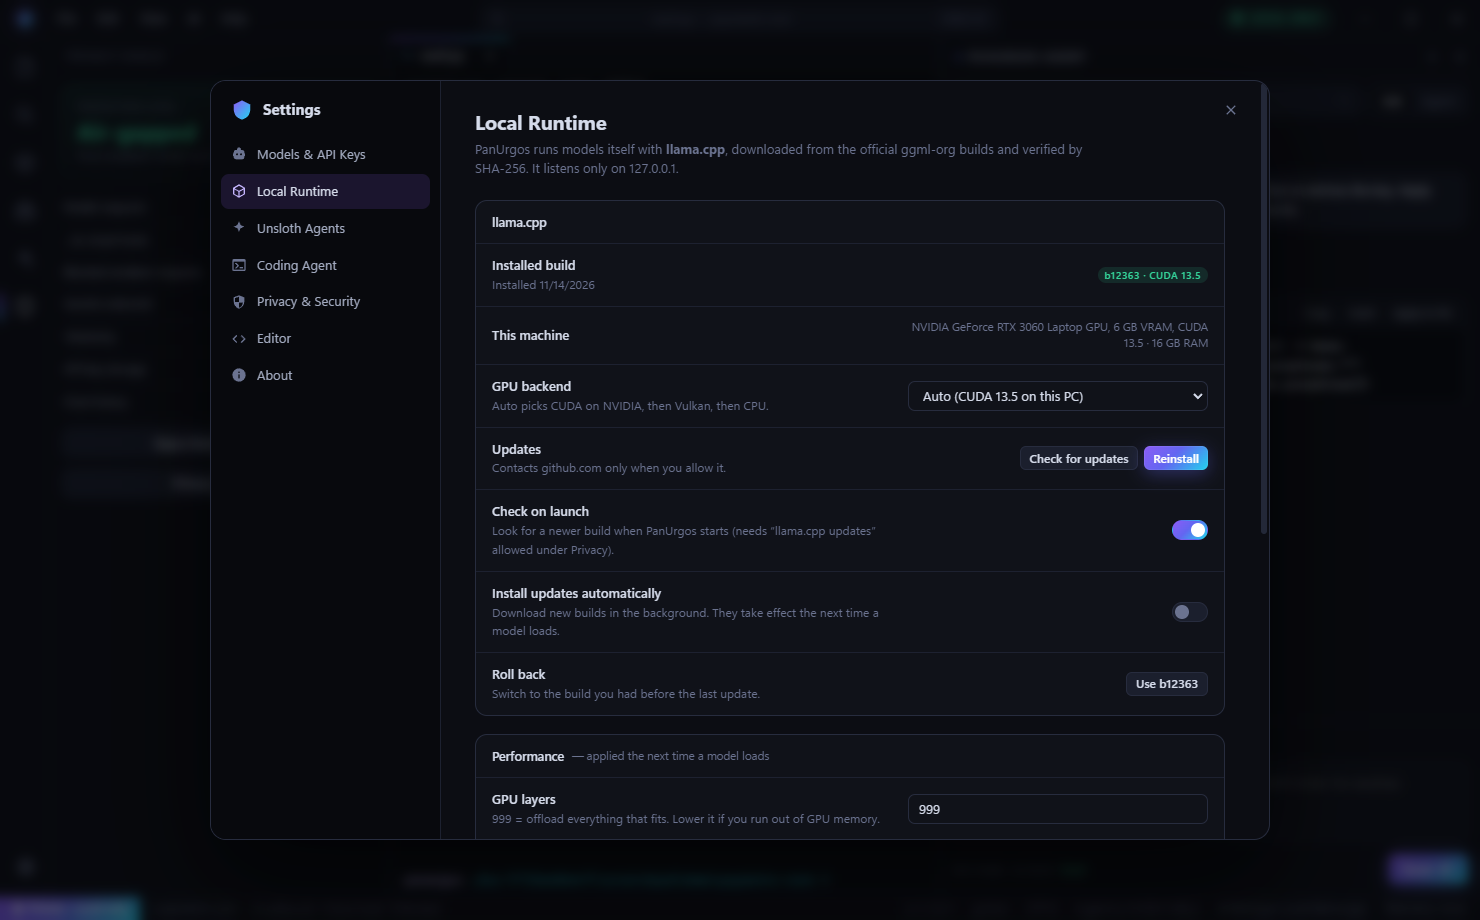 Settings
Models & API Keys
Local Runtime
Unsloth Agents
Coding Agent
Privacy & Security
Editor
About
Local Runtime
PanUrgos runs models itself with llama.cpp, downloaded from the official ggml-org builds and verified by
SHA-256. It listens only on 127.0.0.1.
llama.cpp
Installed build
Installed 11/14/2026
b12363 · CUDA 13.5
This machine
NVIDIA GeForce RTX 3060 Laptop GPU, 6 GB VRAM, CUDA
13.5 · 16 GB RAM
GPU backend
Auto picks CUDA on NVIDIA, then Vulkan, then CPU.
Auto (CUDA 13.5 on this PC)
Updates
Contacts github.com only when you allow it.
Check for updates
Reinstall
Check on launch
Look for a newer build when PanUrgos starts (needs "llama.cpp updates"
allowed under Privacy).
Install updates automatically
Download new builds in the background. They take effect the next time a
model loads.
Roll back
Switch to the build you had before the last update.
Use b12363
Performance — applied the next time a model loads
GPU layers
999 = offload everything that fits. Lower it if you run out of GPU memory.
999